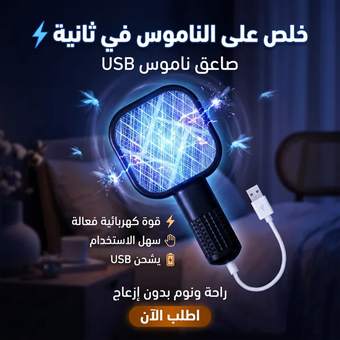 خلص على الناموس في ثانية
صاعق ناموس USB
قوة كهربائية فعالة
سهل الاستخدام
يشحن USB
راحة ونوم بدون إزعاج
اطلب الآن